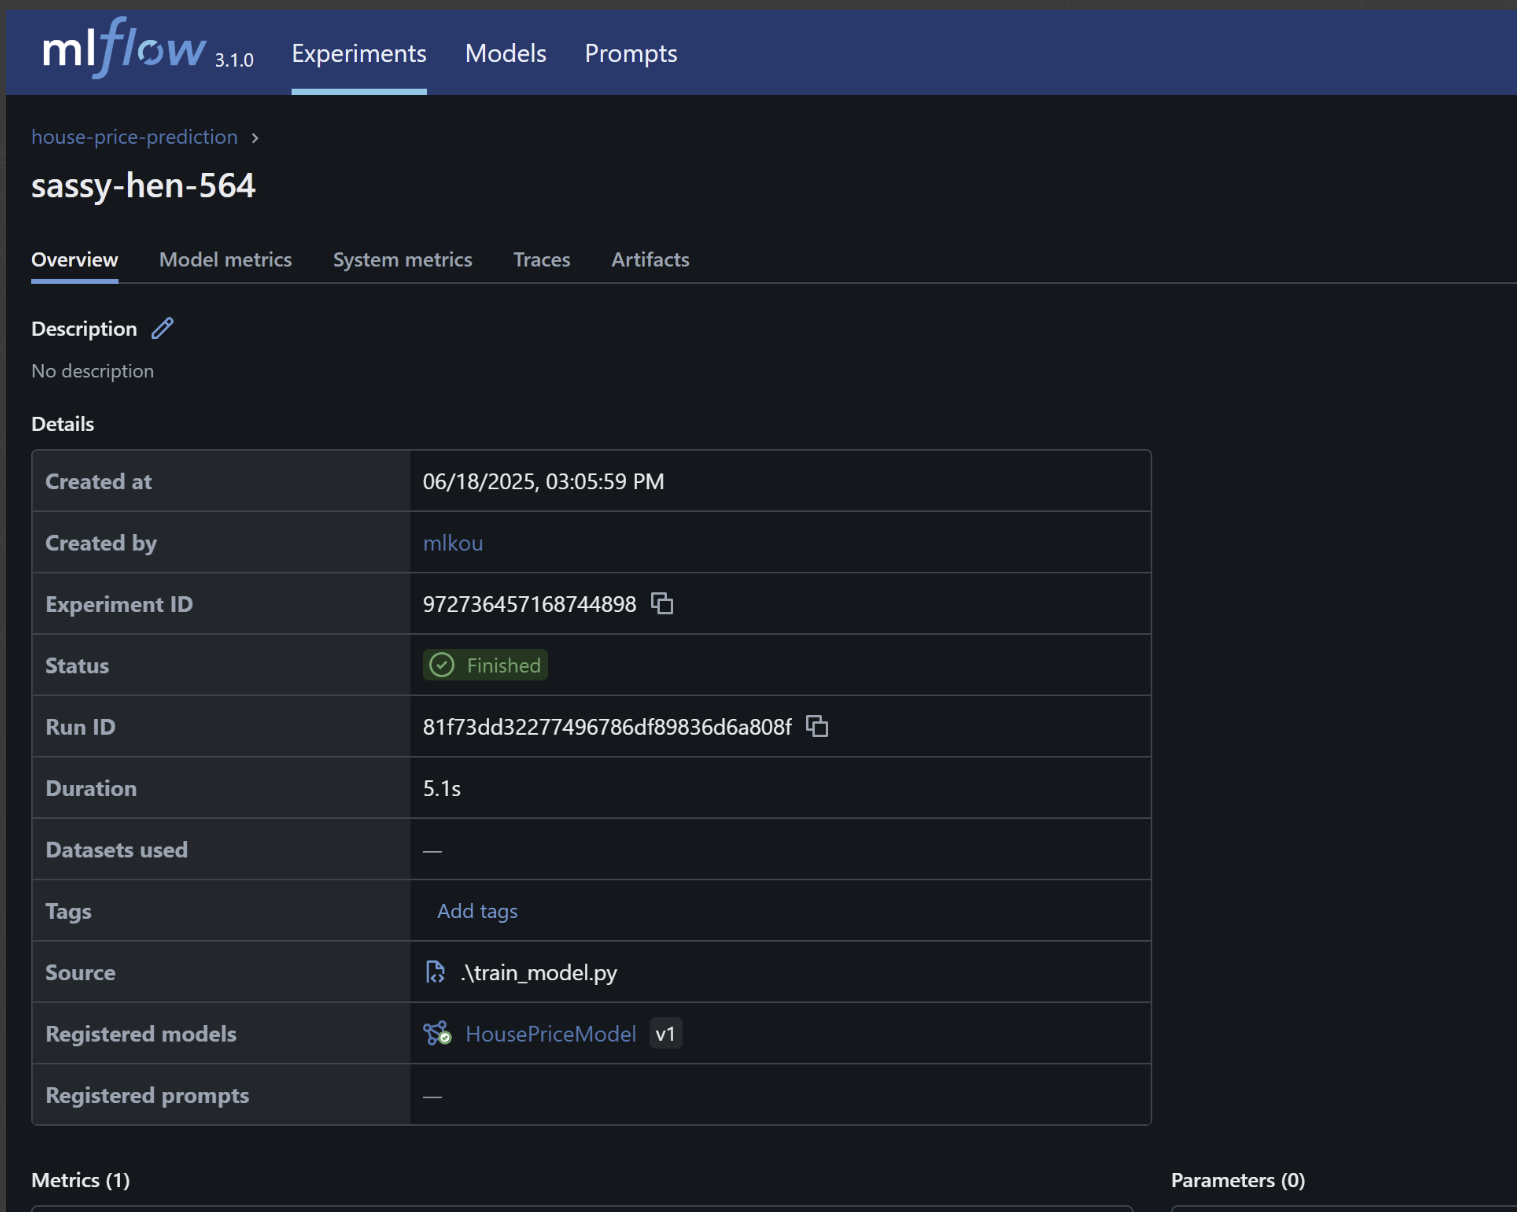 mlflow 3.1.0 Experiments Models Prompts
house-price-prediction ›
sassy-hen-564
Overview Model metrics System metrics Traces Artifacts
Description
No description
Details
Created at 06/18/2025, 03:05:59 PM
Created by mlkou
Experiment ID 972736457168744898
Status Finished
Run ID 81f73dd32277496786df89836d6a808f
Duration 5.1s
Datasets used —
Tags Add tags
Source .\train_model.py
Registered models HousePriceModel v1
Registered prompts —
Metrics (1) Parameters (0)